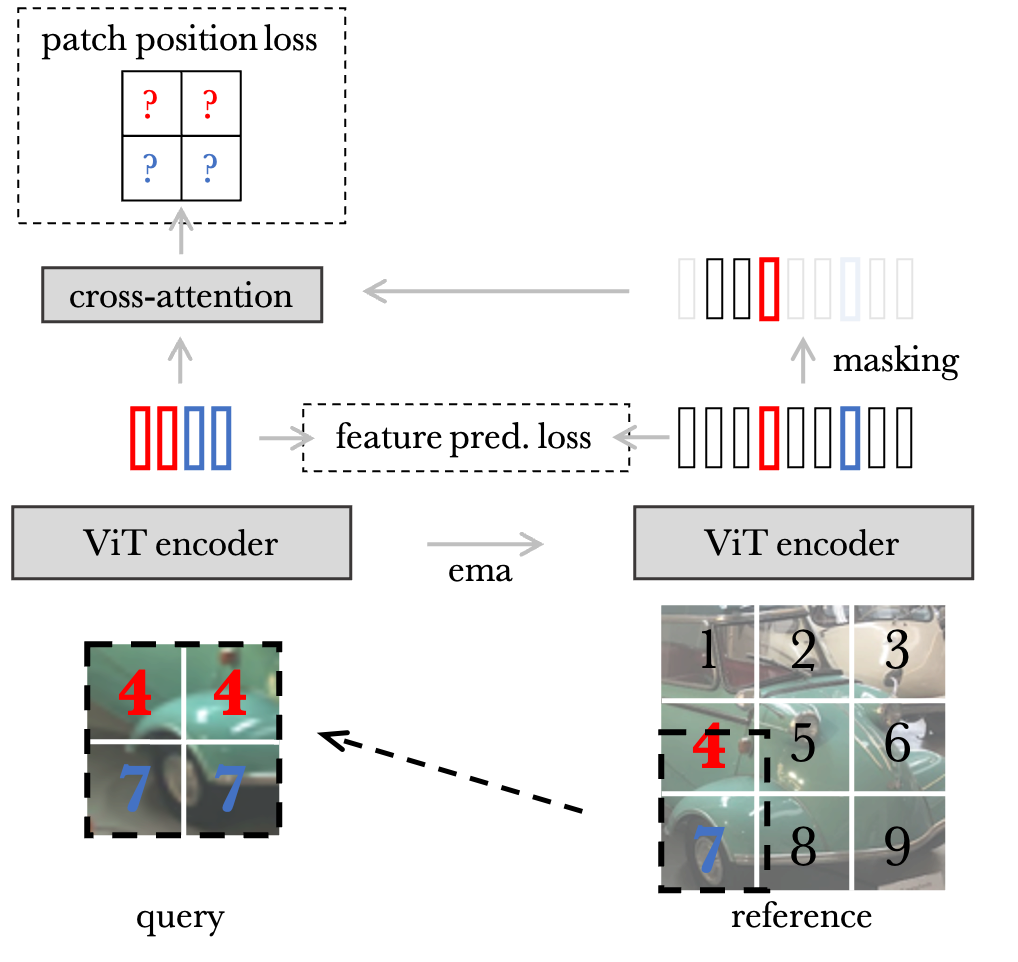 patch position loss
? ?
? ?
cross-attention
masking
feature pred. loss
ViT encoder
ema
ViT encoder
4 4
7 7
1 2 3
4 5 6
7 8 9
query
reference